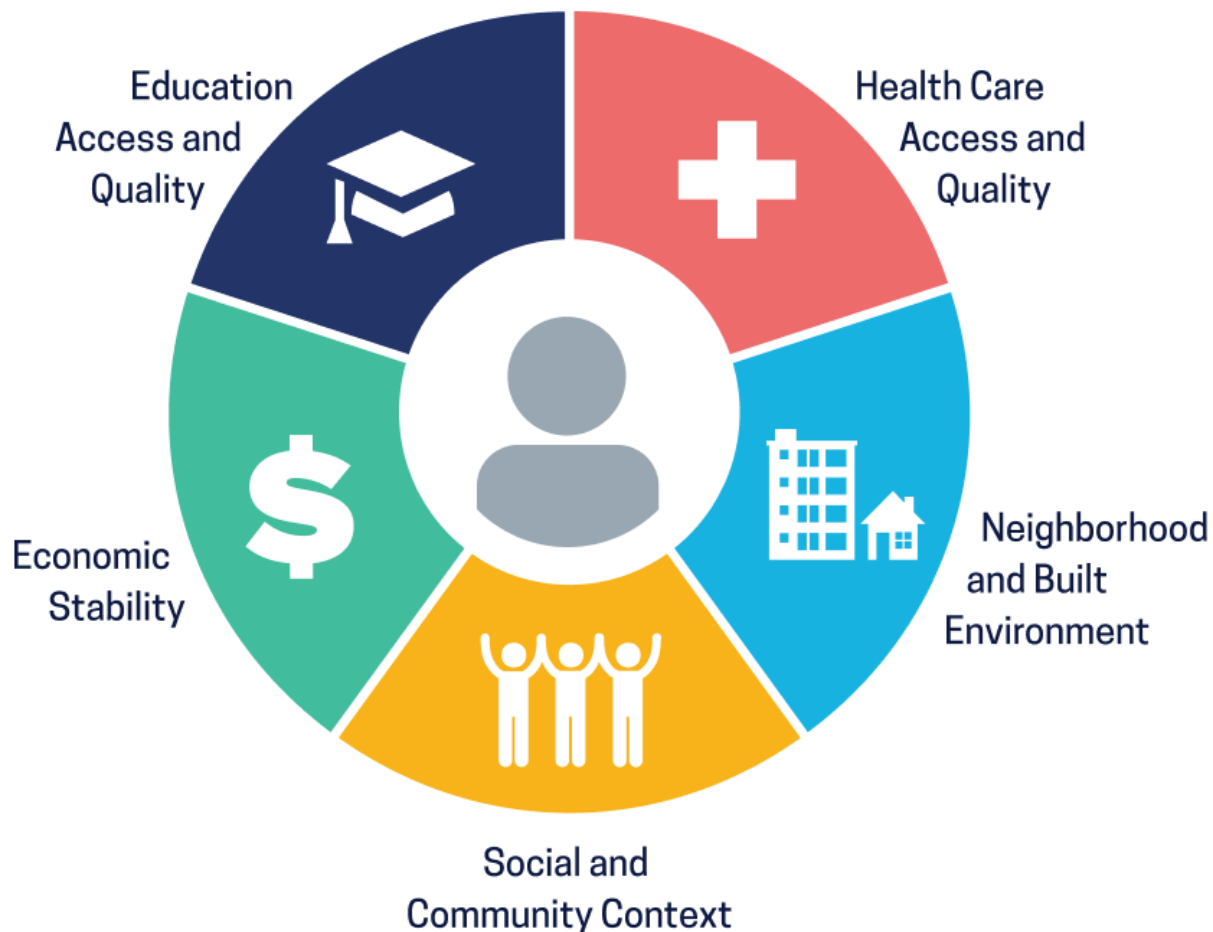 Education
Access and
Quality
Health Care
Access and
Quality
Economic
Stability
Neighborhood
and Built
Environment
Social and
Community Context